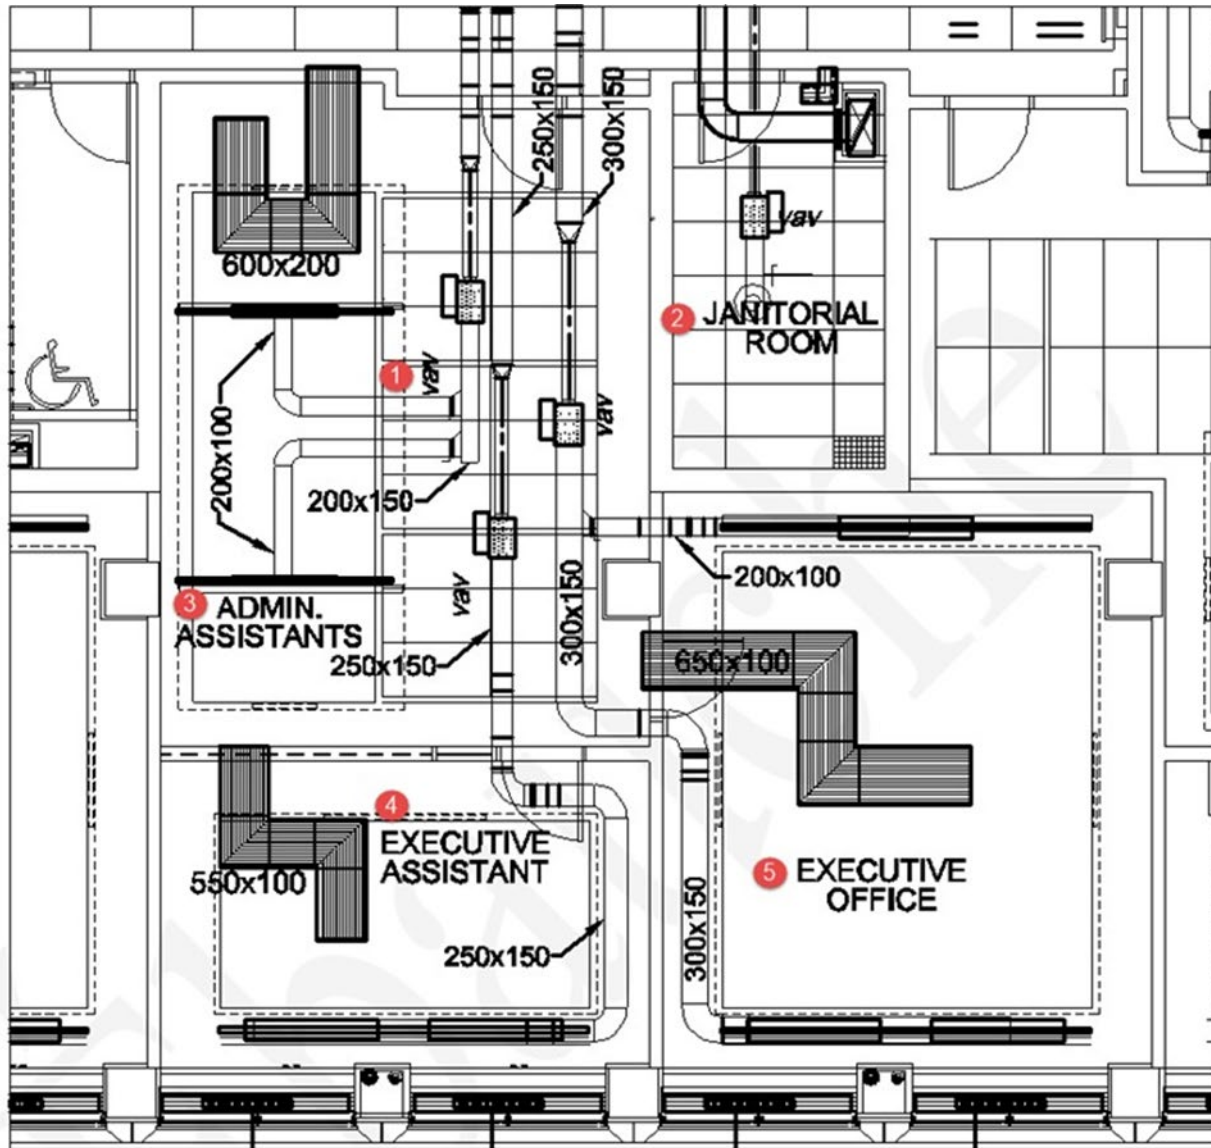 250x150
300x150
vav
600x200
2
JANITORIAL
ROOM
1
vav
vav
200x100
200x150
200x100
3
ADMIN.
ASSISTANTS
vav
300x150
250x150
650x100
4
EXECUTIVE
ASSISTANT
550x100
5
EXECUTIVE
OFFICE
250x150
300x150